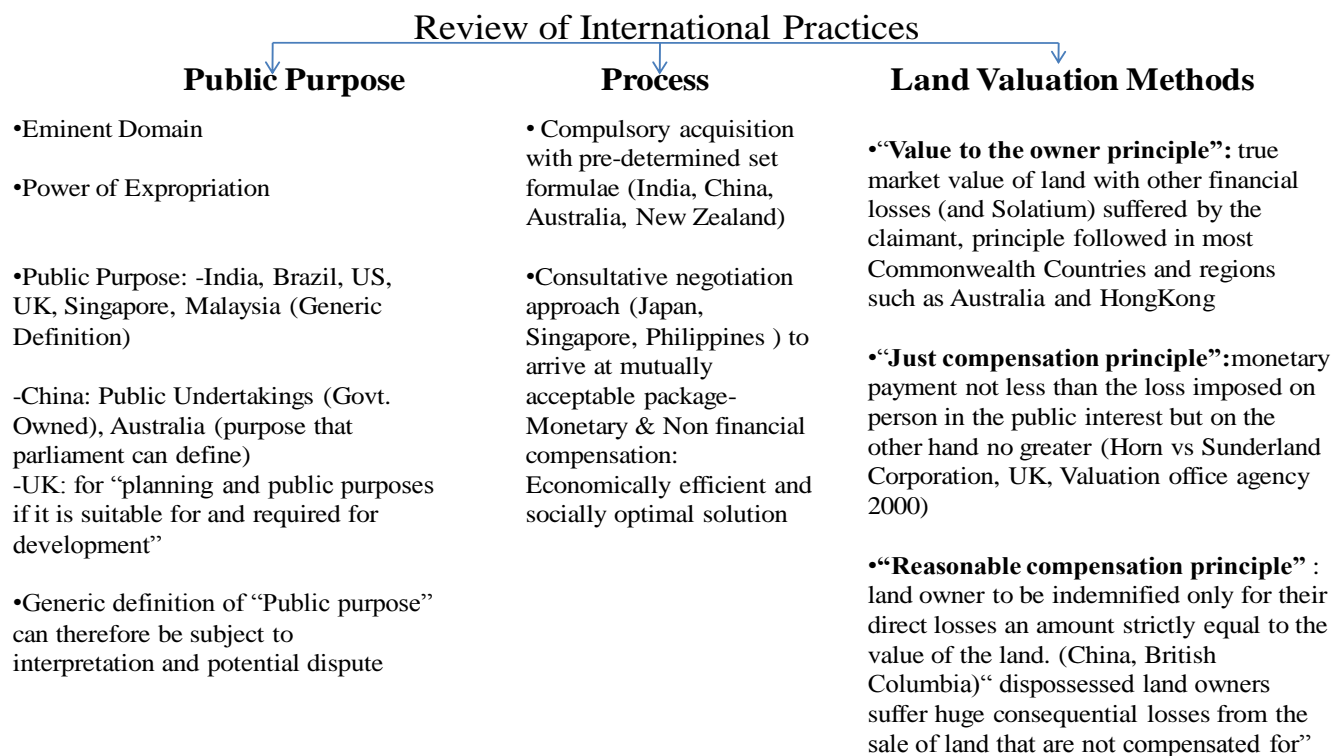 Review of International Practices
Public Purpose
•Eminent Domain
•Power of Expropriation
•Public Purpose: -India, Brazil, US,
UK, Singapore, Malaysia (Generic
Definition)
-China: Public Undertakings (Govt.
Owned), Australia (purpose that
parliament can define)
-UK: for “planning and public purposes
if it is suitable for and required for
development”
•Generic definition of “Public purpose”
can therefore be subject to
interpretation and potential dispute
Process
• Compulsory acquisition
with pre-determined set
formulae (India, China,
Australia, New Zealand)
•Consultative negotiation
approach (Japan,
Singapore, Philippines ) to
arrive at mutually
acceptable package-
Monetary & Non financial
compensation:
Economically efficient and
socially optimal solution
Land Valuation Methods
•“Value to the owner principle”: true
market value of land with other financial
losses (and Solatium) suffered by the
claimant, principle followed in most
Commonwealth Countries and regions
such as Australia and HongKong
•“Just compensation principle”:monetary
payment not less than the loss imposed on
person in the public interest but on the
other hand no greater (Horn vs Sunderland
Corporation, UK, Valuation office agency
2000)
•“Reasonable compensation principle” :
land owner to be indemnified only for their
direct losses an amount strictly equal to the
value of the land. (China, British
Columbia)“ dispossessed land owners
suffer huge consequential losses from the
sale of land that are not compensated for”